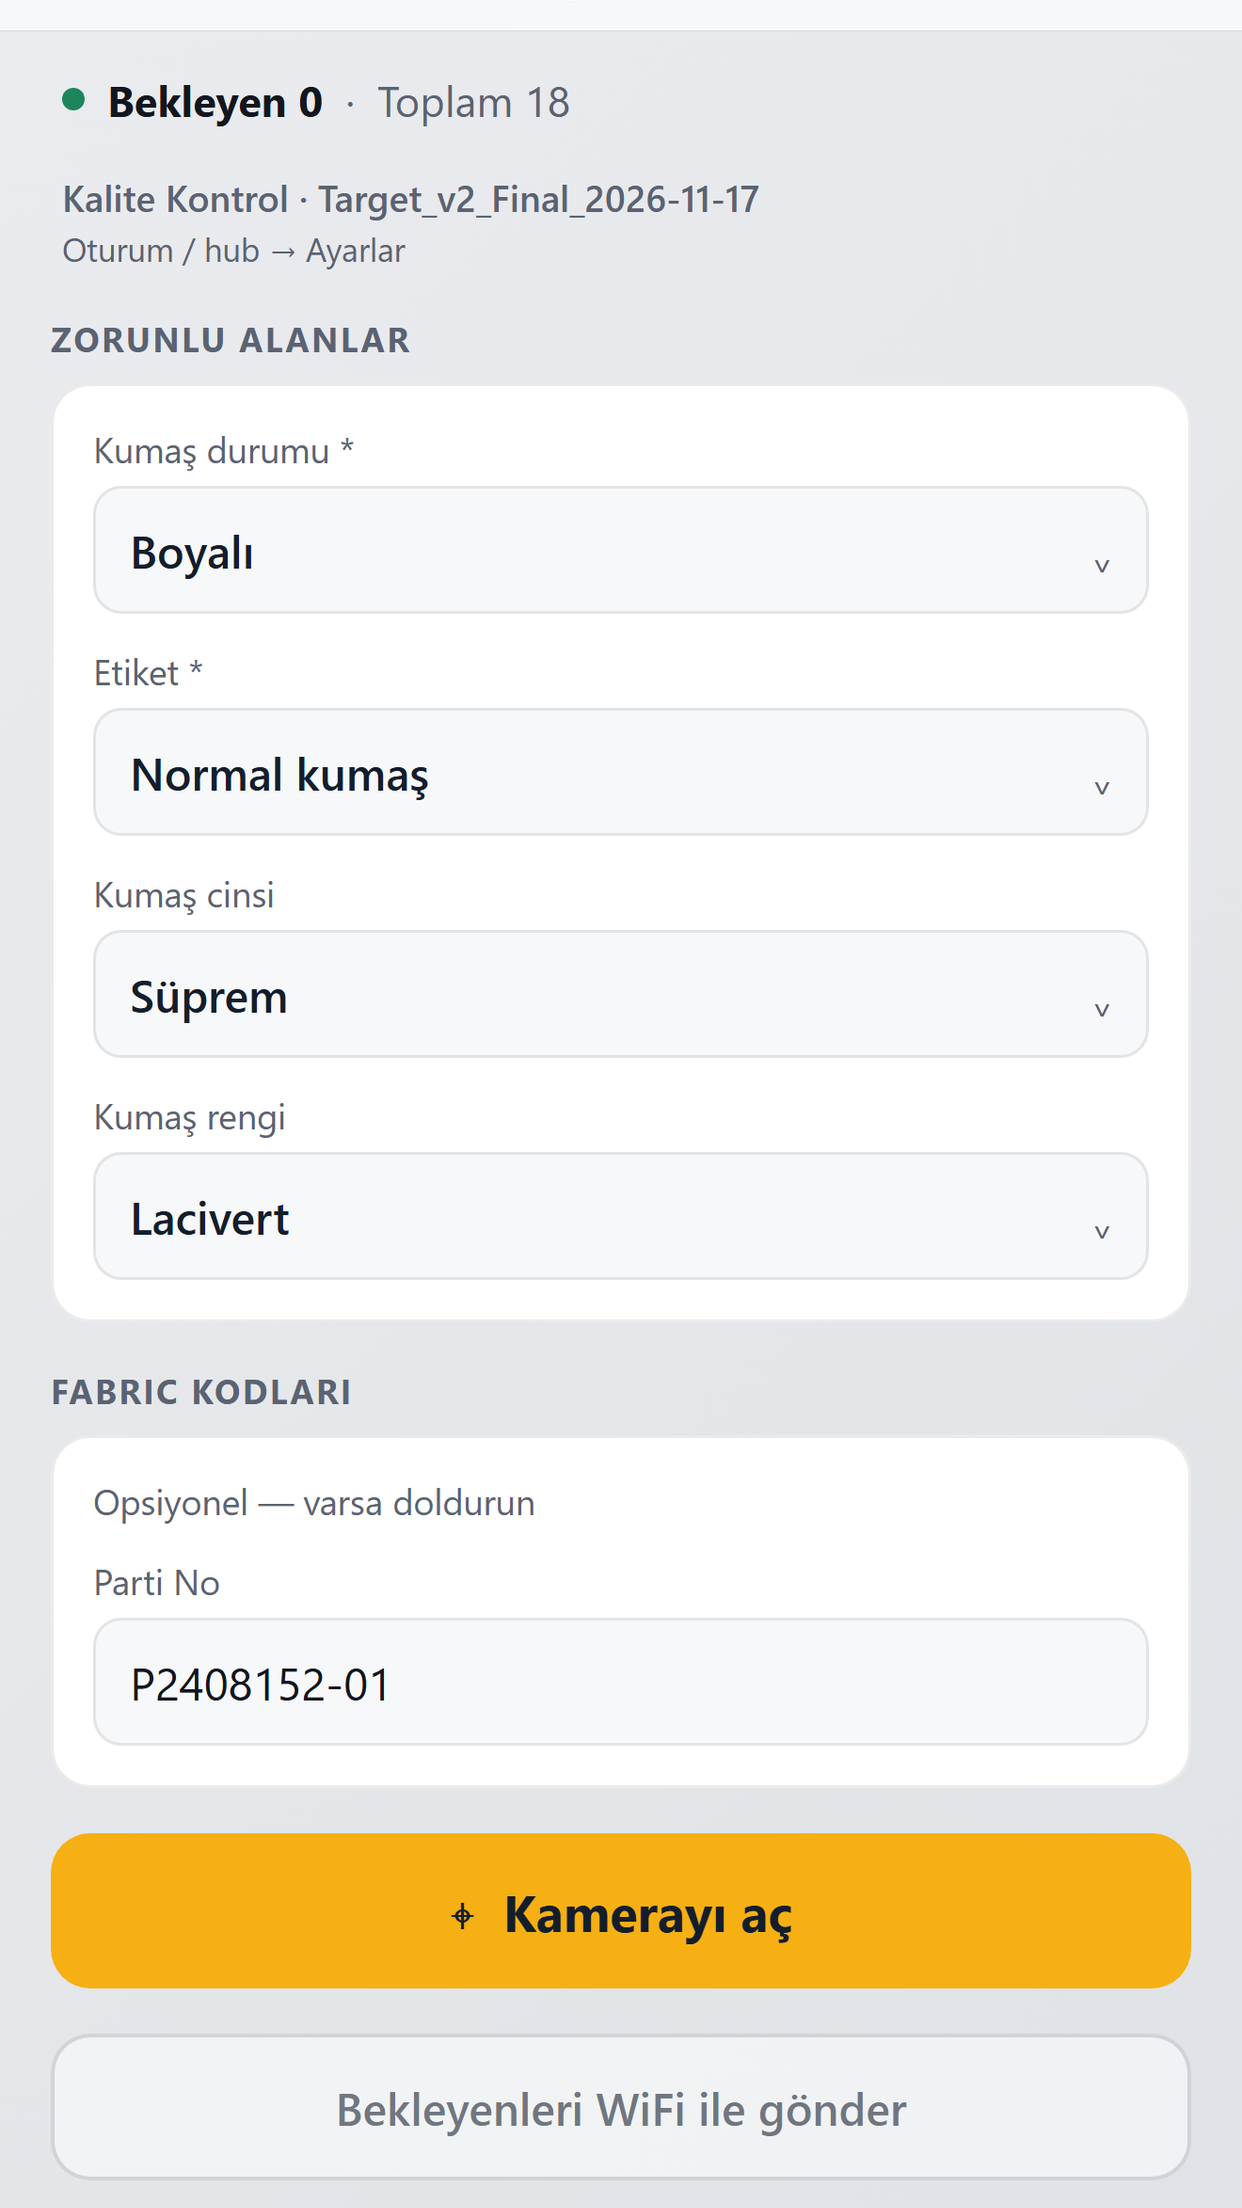 Bekleyen 0 · Toplam 18
Kalite Kontrol · Target_v2_Final_2026-11-17
Oturum / hub → Ayarlar
ZORUNLU ALANLAR
Kumaş durumu *
Boyalı
Etiket *
Normal kumaş
Kumaş cinsi
Süprem
Kumaş rengi
Lacivert
FABRIC KODLARI
Opsiyonel — varsa doldurun
Parti No
P2408152-01
⌖ Kamerayı aç
Bekleyenleri WiFi ile gönder